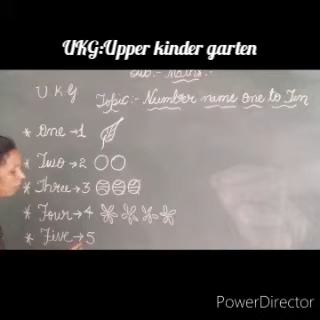 UKG:Upper kinder garten
Sub:- Maths:-
UKG
Topic:- Number name one to Ten
* One → 1
* Two → 2
* Three → 3
* Four → 4
* Five → 5
PowerDirector